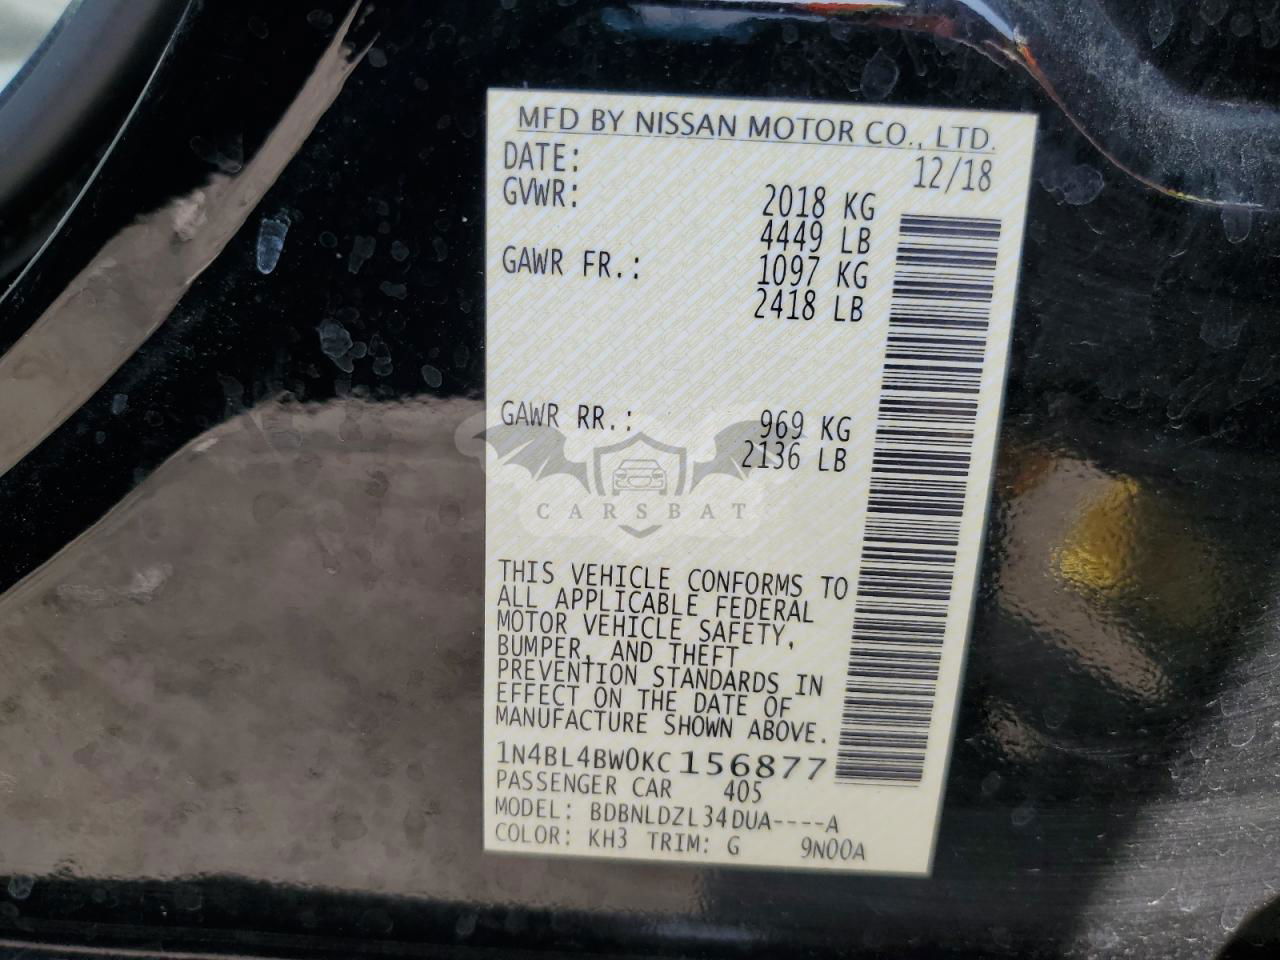 MFD BY NISSAN MOTOR CO., LTD.
DATE: 12/18
GVWR: 2018 KG
4449 LB
GAWR FR.: 1097 KG
2418 LB
GAWR RR.: 969 KG
2136 LB
CARSBAT
THIS VEHICLE CONFORMS TO
ALL APPLICABLE FEDERAL
MOTOR VEHICLE SAFETY,
BUMPER, AND THEFT
PREVENTION STANDARDS IN
EFFECT ON THE DATE OF
MANUFACTURE SHOWN ABOVE.
1N4BL4BW0KC156877
PASSENGER CAR 405
MODEL: BDBNLDZL34DUA----A
COLOR: KH3 TRIM: G 9N00A